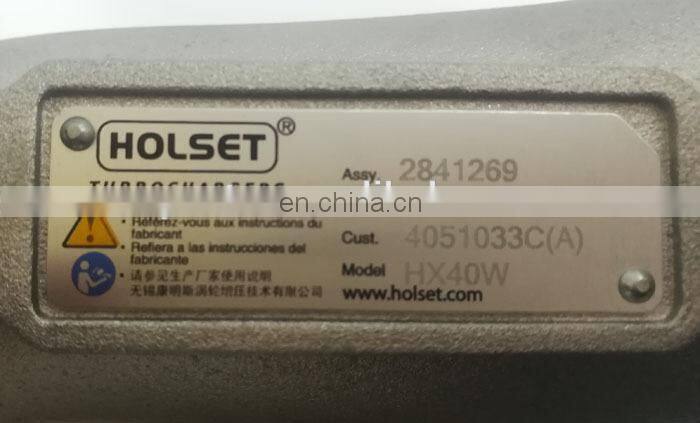 HOLSET®
TURBOCHARGERS
Assy. 2841269
en.china.cn
• Référez-vous aux instructions du
fabricant
• Refiera a las instrucciones del
fabricante
• 请参见生产厂家使用说明
无锡康明斯涡轮增压技术有限公司
Cust. 4051033C(A)
Model HX40W
www.holset.com